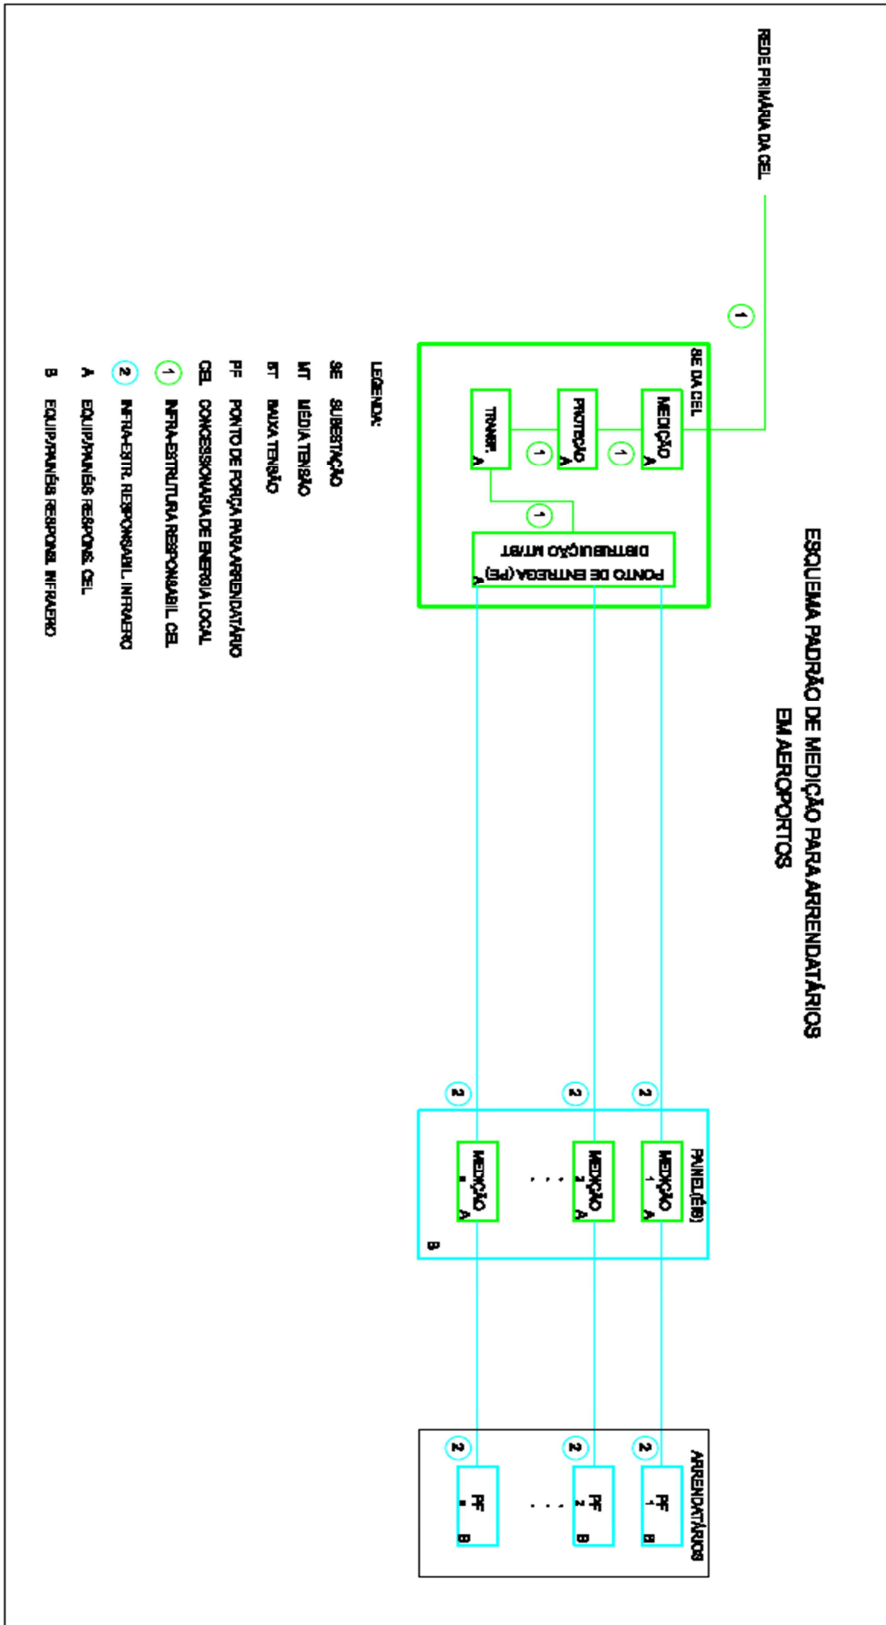 ESQUEMA PADRÃO DE MEDIÇÃO PARA ARRENDATÁRIOS
EM AEROPORTOS
REDE PRIMÁRIA DA CEL
1
SE DA CEL
MEDIÇÃO
A
1
PROTEÇÃO
A
1
TRANSF.
A
1
PONTO DE ENTREGA (PE)
DISTRIBUIÇÃO MT/BT
A
2
2
2
PAINEL(ÉIS)
MEDIÇÃO
1
A
MEDIÇÃO
2
A
. . .
MEDIÇÃO
n
A
B
ARRENDATÁRIOS
2
PF
1
B
2
PF
2
B
. . .
2
PF
n
B
LEGENDA:
SE SUBESTAÇÃO
MT MÉDIA TENSÃO
BT BAIXA TENSÃO
PF PONTO DE FORÇA PARA ARRENDATÁRIO
CEL CONCESSIONARIA DE ENERGIA LOCAL
1 INFRA-ESTRUTURA RESPONSABIL. CEL
2 INFRA-ESTR. RESPONSABIL. INFRAERO
A EQUIP/PAINÉIS RESPONS. CEL
B EQUIP/PAINÉIS RESPONS. INFRAERO